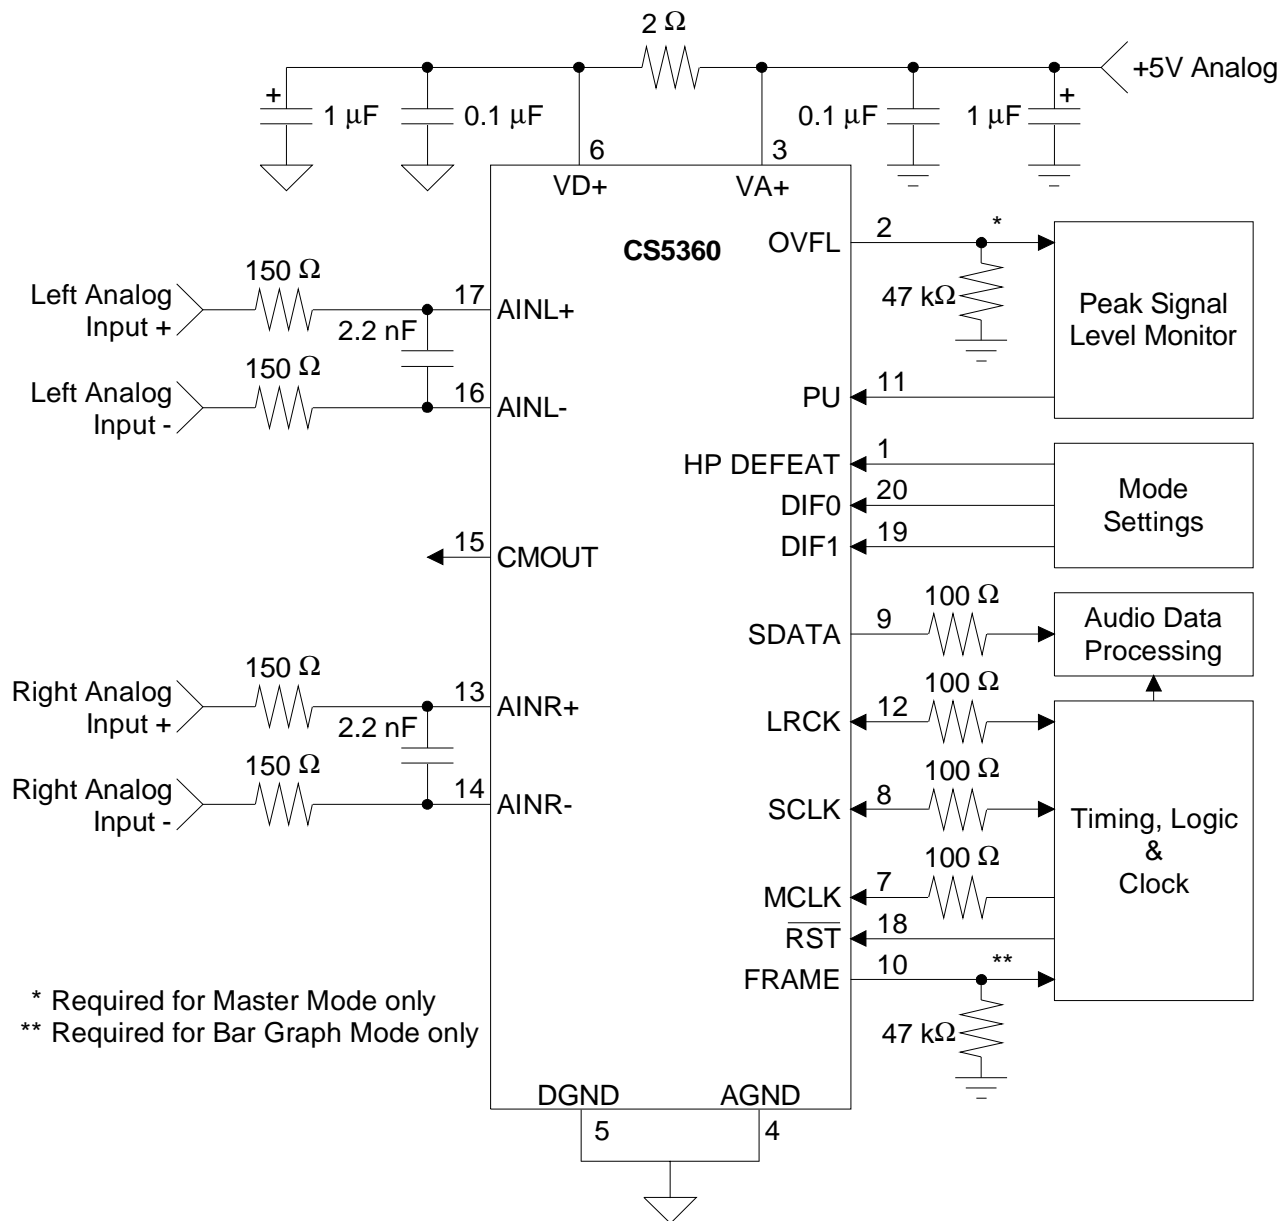 2 Ω
+5V Analog
+
1 µF
0.1 µF
0.1 µF
1 µF
+
6
3
VD+
VA+
CS5360
OVFL
2
*
47 kΩ
Peak Signal
Level Monitor
150 Ω
Left Analog
Input +
17
AINL+
2.2 nF
150 Ω
Left Analog
Input -
16
AINL-
PU
11
HP DEFEAT
1
DIF0
20
DIF1
19
Mode
Settings
15
CMOUT
SDATA
9
100 Ω
Audio Data
Processing
150 Ω
Right Analog
Input +
13
AINR+
2.2 nF
150 Ω
Right Analog
Input -
14
AINR-
LRCK
12
100 Ω
SCLK
8
100 Ω
MCLK
7
100 Ω
RST
18
FRAME
10
**
47 kΩ
Timing, Logic
&
Clock
* Required for Master Mode only
** Required for Bar Graph Mode only
DGND
AGND
5
4